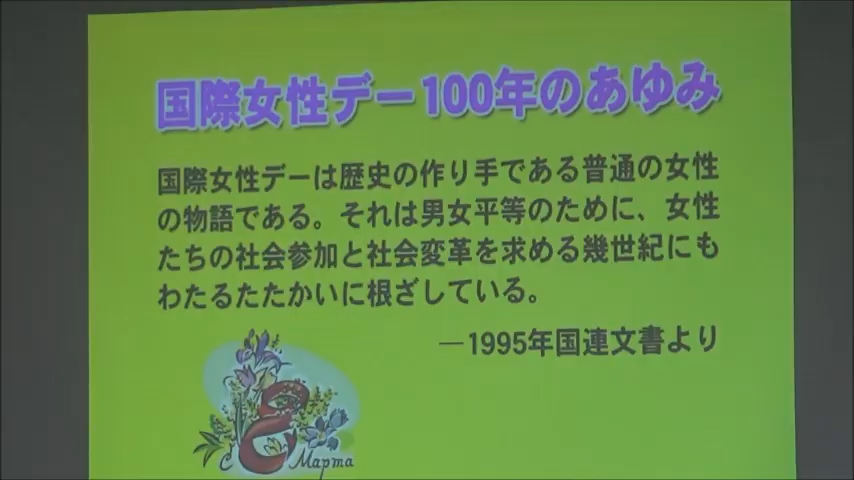 国際女性デー100年のあゆみ
国際女性デーは歴史の作り手である普通の女性
の物語である。それは男女平等のために、女性
たちの社会参加と社会変革を求める幾世紀にも
わたるたたかいに根ざしている。
―1995年国連文書より
С 8 Марта